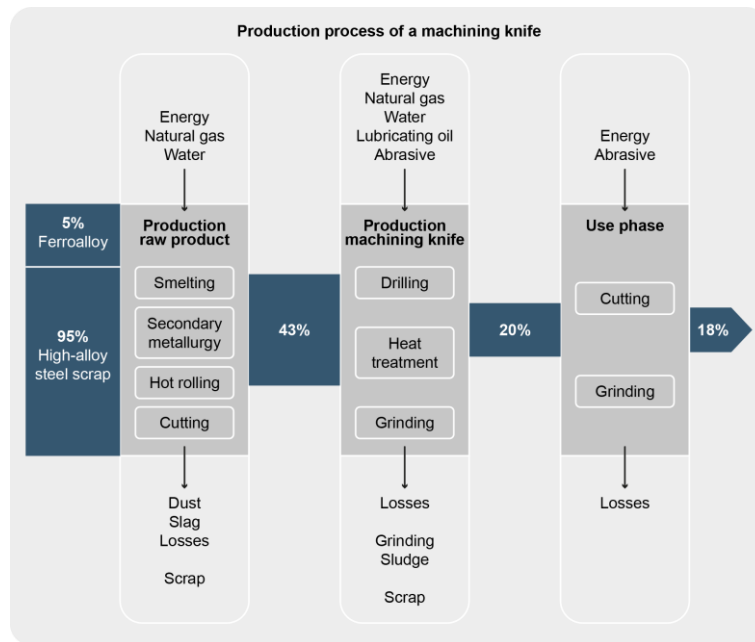 Production process of a machining knife
Energy
Natural gas
Water
Energy
Natural gas
Water
Lubricating oil
Abrasive
Energy
Abrasive
5%
Ferroalloy
95%
High-alloy
steel scrap
Production
raw product
Smelting
Secondary
metallurgy
Hot rolling
Cutting
43%
Production
machining knife
Drilling
Heat
treatment
Grinding
20%
Use phase
Cutting
Grinding
18%
Dust
Slag
Losses
Scrap
Losses
Grinding
Sludge
Scrap
Losses